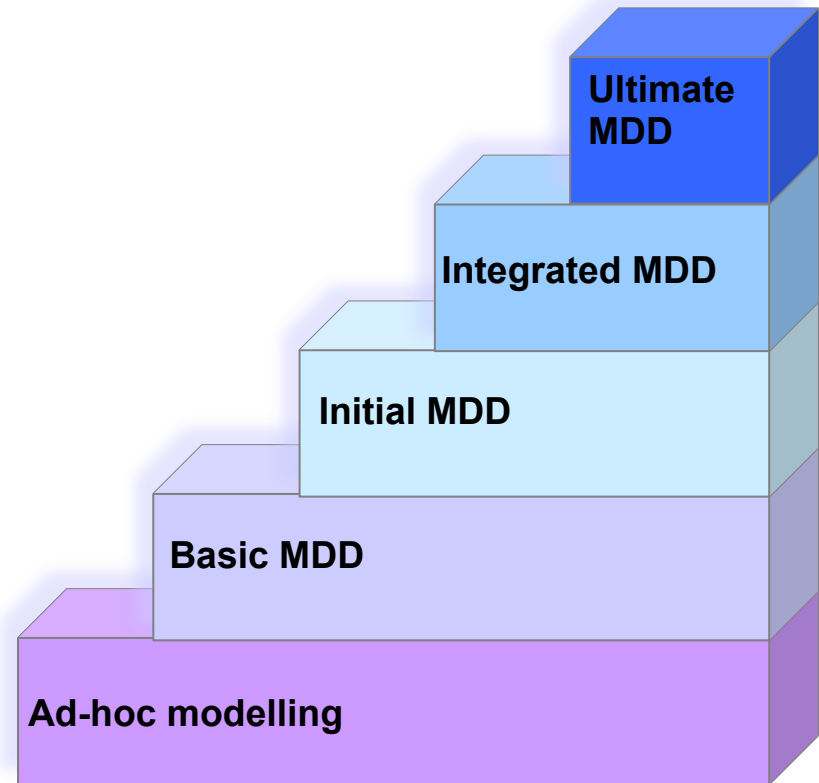 Ultimate
MDD
Integrated MDD
Initial MDD
Basic MDD
Ad-hoc modelling